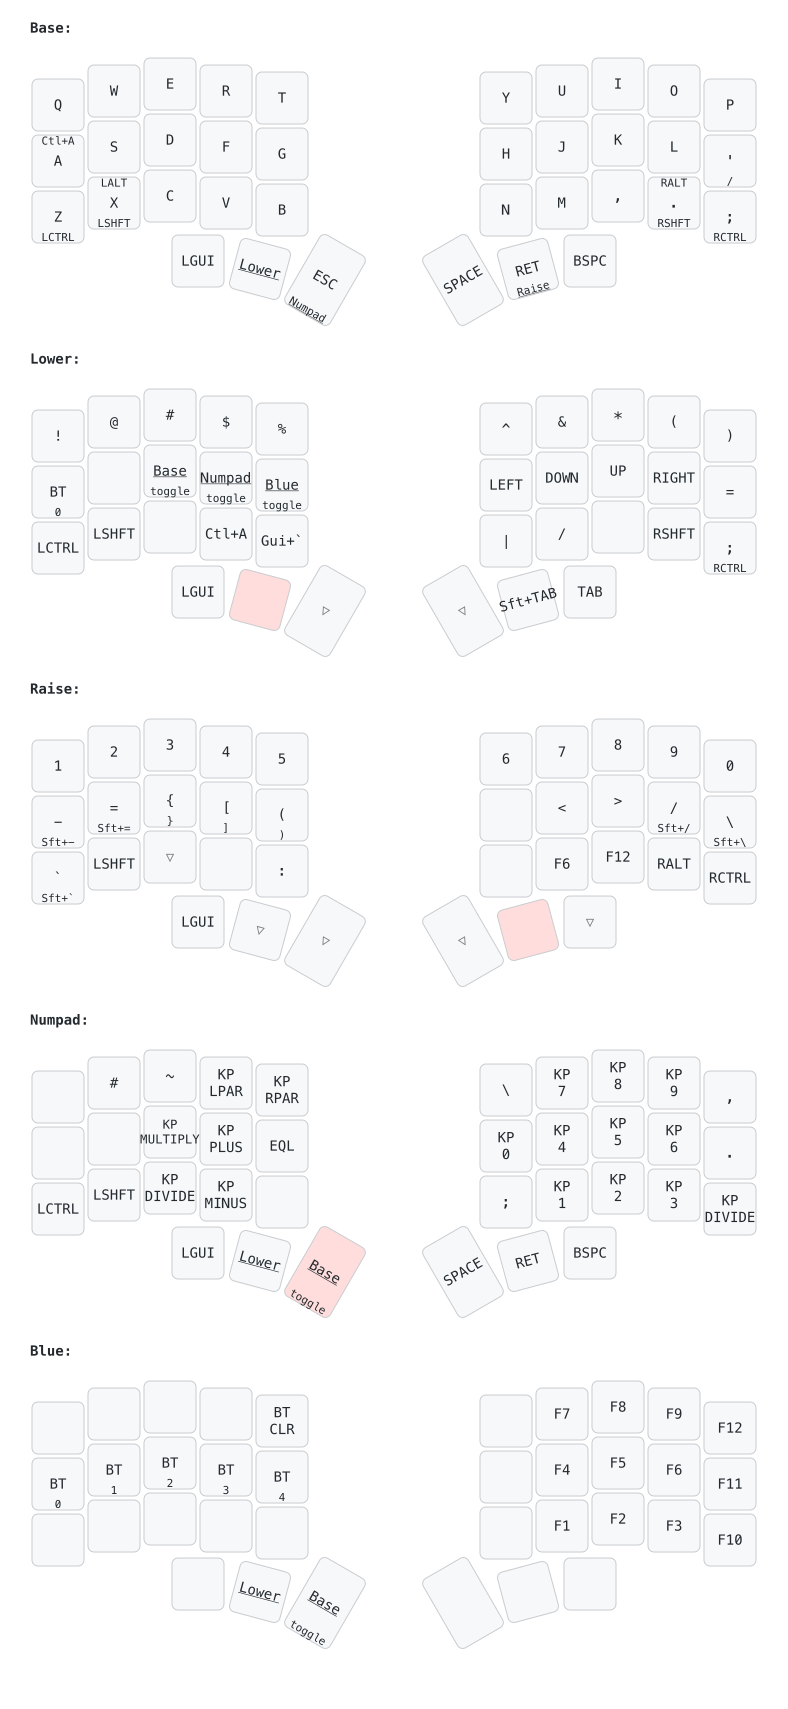 Base:
Q W E R T Y U I O P
Ctl+A
A S D F G H J K L '
/
LALT RALT
Z X C V B N M , . ;
LCTRL LSHFT RSHFT RCTRL
LGUI Lower ESC SPACE RET BSPC
Numpad Raise
Lower:
! @ # $ % ^ & * ( )
BT Base Numpad Blue LEFT DOWN UP RIGHT =
0 toggle toggle toggle
LCTRL LSHFT Ctl+A Gui+` | / RSHFT ;
RCTRL
LGUI ▷ ◁ Sft+TAB TAB
Raise:
1 2 3 4 5 6 7 8 9 0
− = { [ ( < > / \
Sft+− Sft+= } ] ) Sft+/ Sft+\
` LSHFT ▽ : F6 F12 RALT RCTRL
Sft+`
LGUI ▽ ▷ ◁ ▽
Numpad:
# ~ KP KP \ KP KP KP ,
LPAR RPAR 7 8 9
KP KP EQL KP KP KP KP .
MULTIPLY PLUS 0 4 5 6
LCTRL LSHFT KP KP ; KP KP KP KP
DIVIDE MINUS 1 2 3 DIVIDE
LGUI Lower Base SPACE RET BSPC
toggle
Blue:
BT F7 F8 F9 F12
CLR
BT BT BT BT BT F4 F5 F6 F11
0 1 2 3 4
F1 F2 F3 F10
Lower Base
toggle